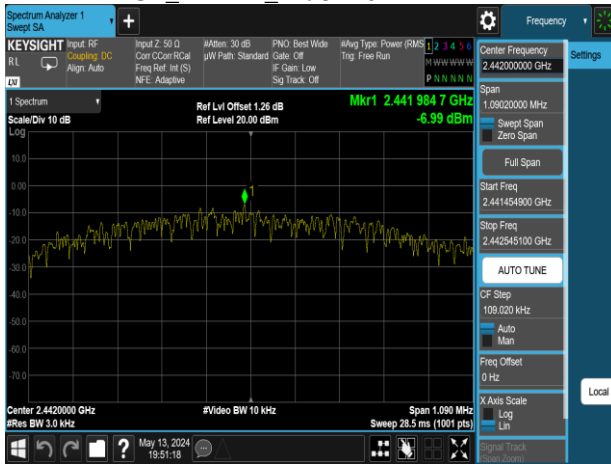 Spectrum Analyzer 1
Swept SA
+
Frequency
KEYSIGHT
RL
LXI
Input: RF
Coupling: DC
Align: Auto
Input Z: 50 Ω
Corr CCorr RCal
Freq Ref: Int (S)
NFE: Adaptive
#Atten: 30 dB
µW Path: Standard
PNO: Best Wide
Gate: Off
IF Gain: Low
Sig Track: Off
#Avg Type: Power (RMS
Trig: Free Run
1 2 3 4 5 6
M W W W W W
P N N N N N
1 Spectrum
Scale/Div 10 dB
Log
Ref Lvl Offset 1.26 dB
Ref Level 20.00 dBm
Mkr1 2.441 984 7 GHz
-6.99 dBm
1
10.0
0.00
-10.0
-20.0
-30.0
-40.0
-50.0
-60.0
-70.0
Center 2.4420000 GHz
#Res BW 3.0 kHz
#Video BW 10 kHz
Span 1.090 MHz
Sweep 28.5 ms (1001 pts)
?
May 13, 2024
19:51:18
Center Frequency
2.442000000 GHz
Span
1.09020000 MHz
Swept Span
Zero Span
Full Span
Start Freq
2.441454900 GHz
Stop Freq
2.442545100 GHz
AUTO TUNE
CF Step
109.020 kHz
Auto
Man
Freq Offset
0 Hz
X Axis Scale
Log
Lin
Signal Track
(Span Zoom)
Settings
Local